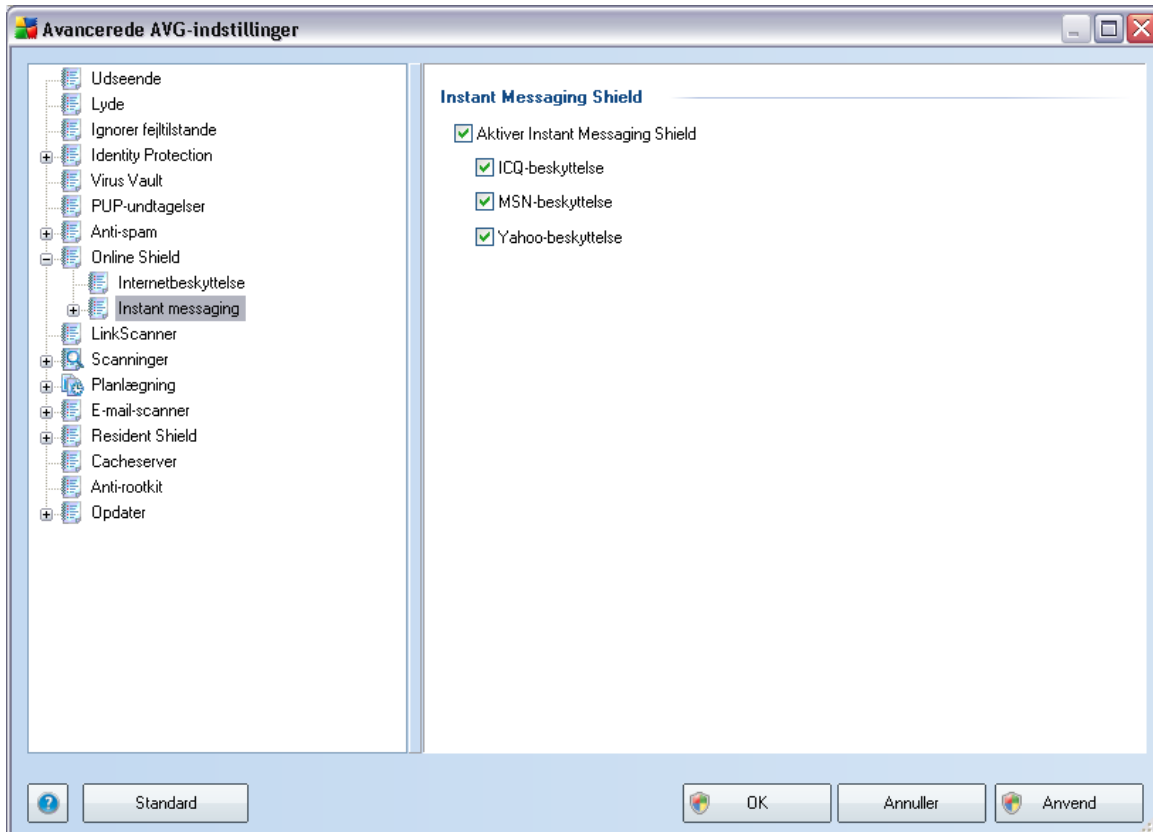 Avancerede AVG-indstillinger
Udseende
Lyde
Ignorer fejltilstande
Identity Protection
Virus Vault
PUP-undtagelser
Anti-spam
Online Shield
Internetbeskyttelse
Instant messaging
LinkScanner
Scanninger
Planlægning
E-mail-scanner
Resident Shield
Cacheserver
Anti-rootkit
Opdater
Instant Messaging Shield
Aktiver Instant Messaging Shield
ICQ-beskyttelse
MSN-beskyttelse
Yahoo-beskyttelse
? Standard OK Annuller Anvend